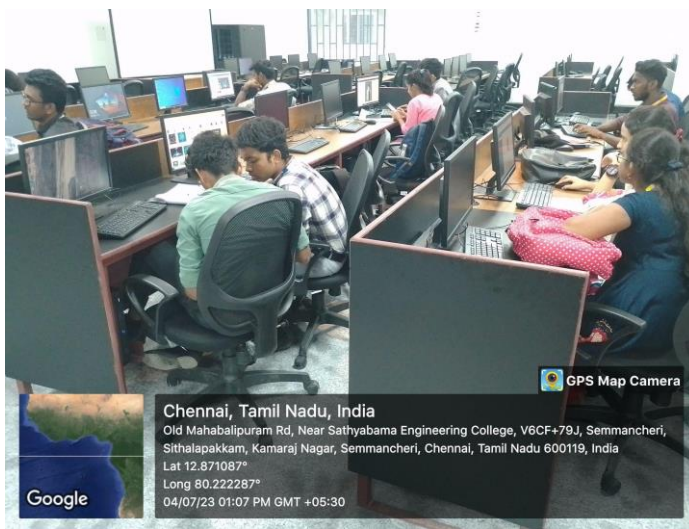 GPS Map Camera
Chennai, Tamil Nadu, India
Old Mahabalipuram Rd, Near Sathyabama Engineering College, V6CF+79J, Semmancheri,
Sithalapakkam, Kamaraj Nagar, Semmancheri, Chennai, Tamil Nadu 600119, India
Lat 12.871087°
Long 80.222287°
04/07/23 01:07 PM GMT +05:30
Google